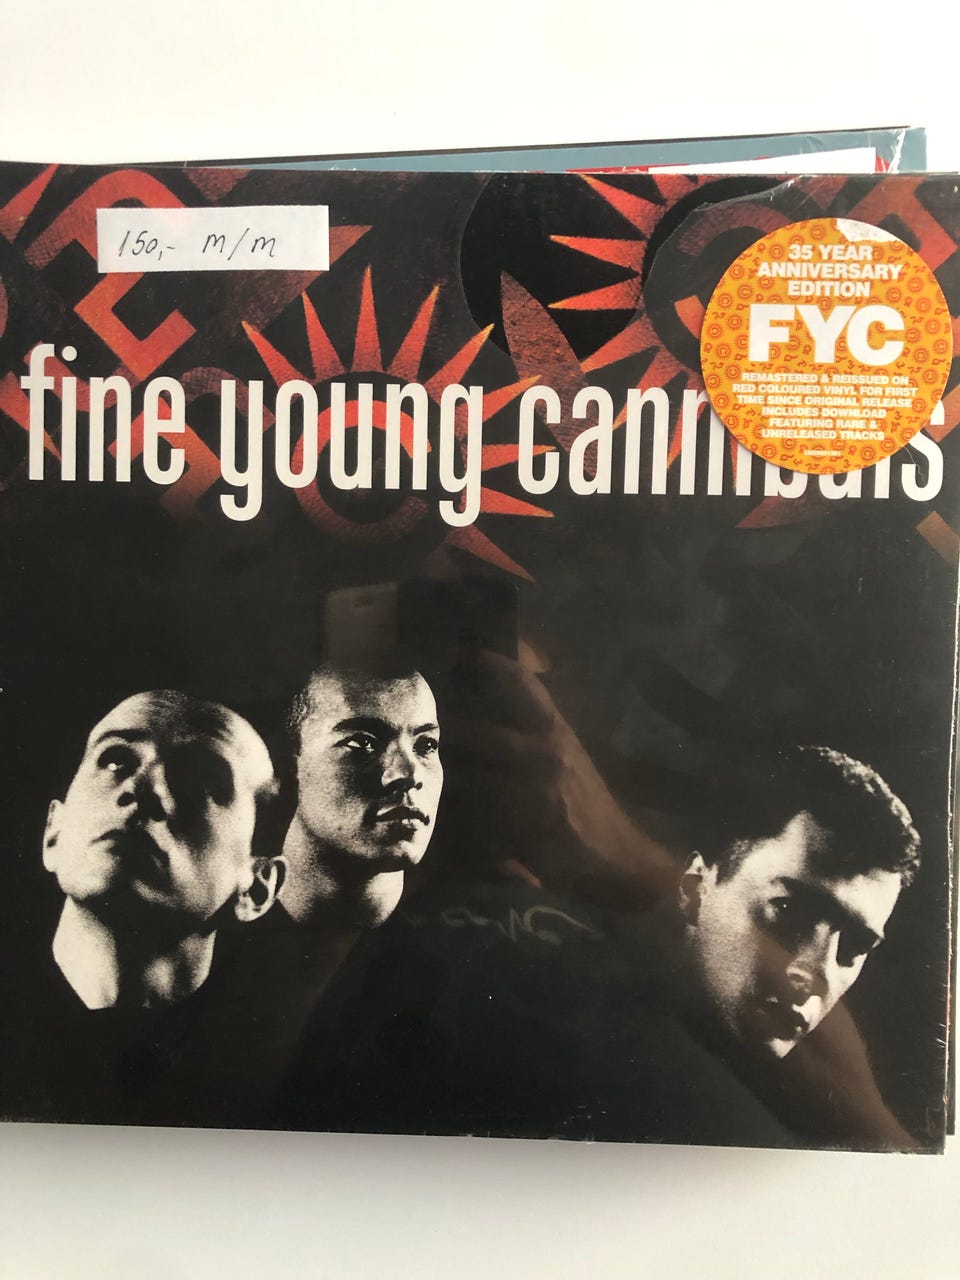 150,- m/m
35 YEAR
ANNIVERSARY
EDITION
FYC
REMASTERED & REISSUED ON
RED COLOURED VINYL FOR FIRST
TIME SINCE ORIGINAL RELEASE
INCLUDES DOWNLOAD
FEATURING RARE &
UNRELEASED TRACKS
fine young cannibals